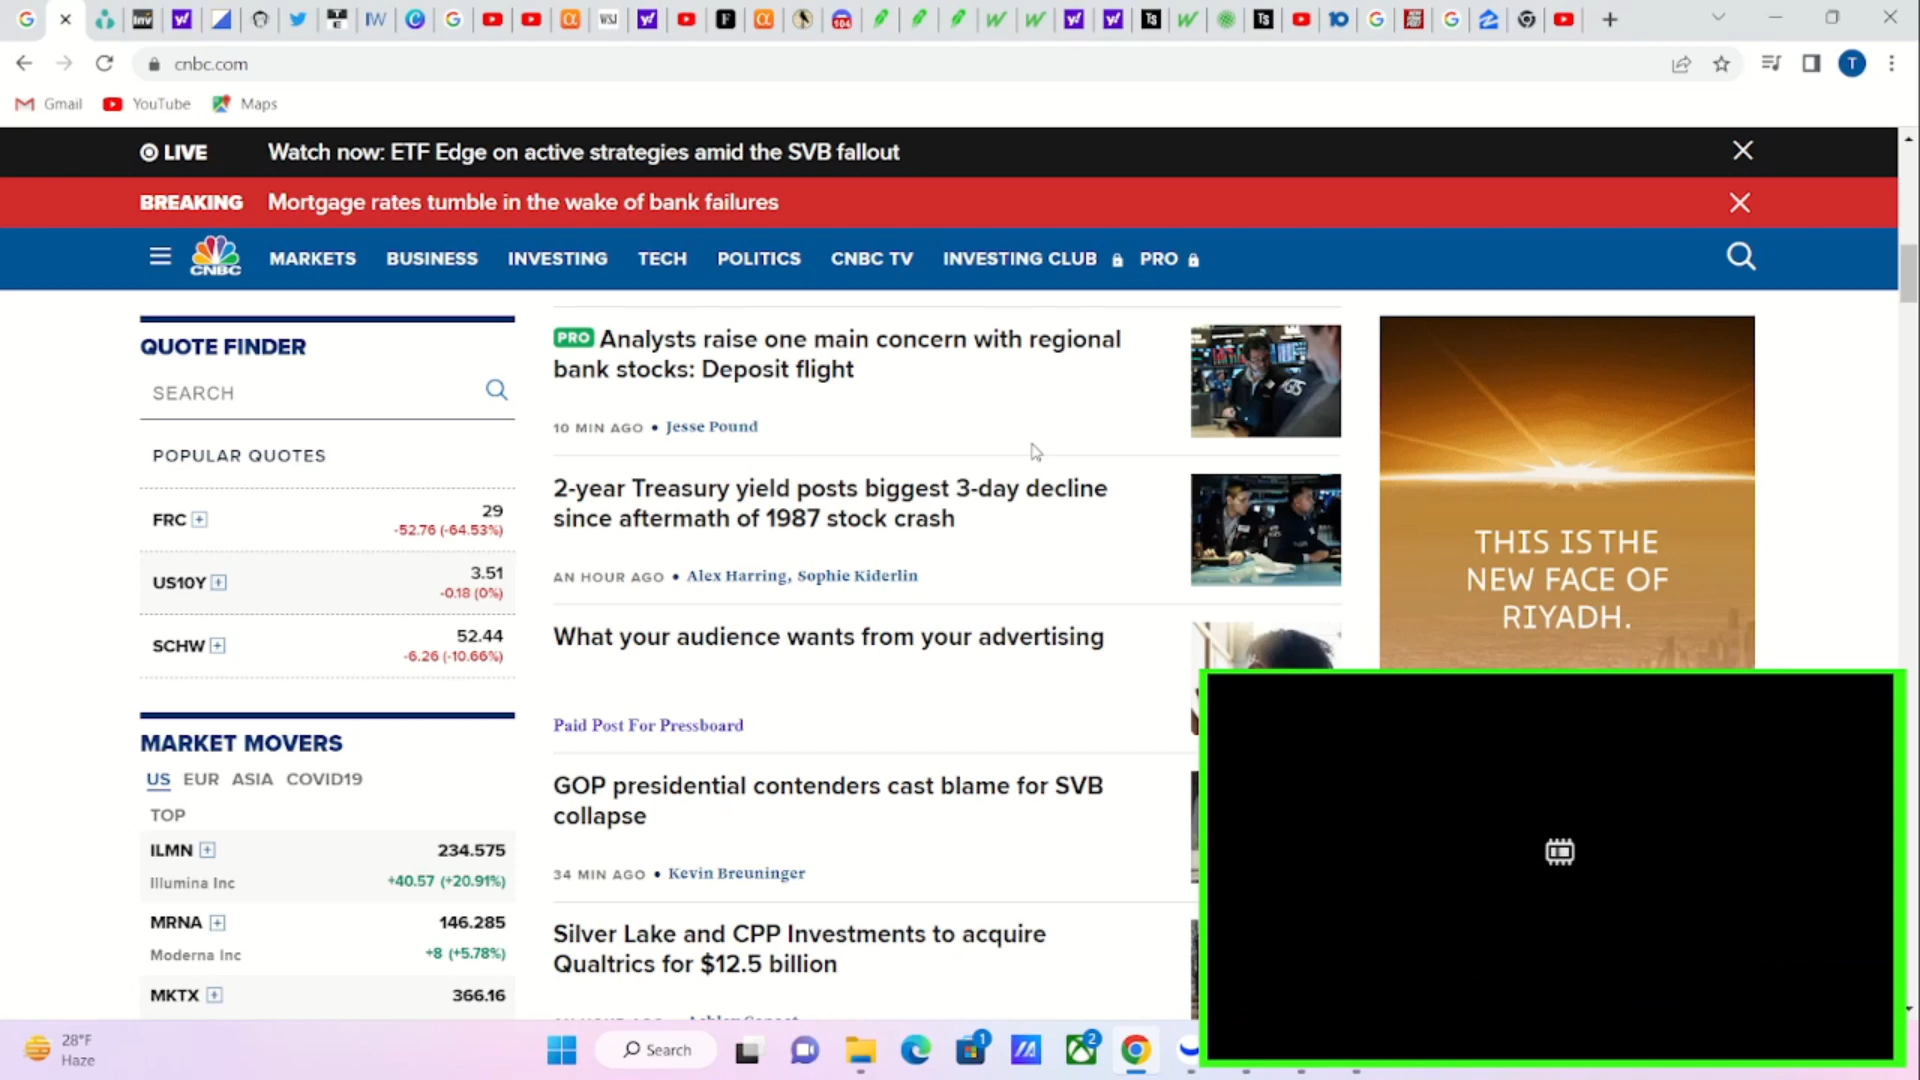 cnbc.com
Gmail
YouTube
Maps
LIVE
Watch now: ETF Edge on active strategies amid the SVB fallout
BREAKING
Mortgage rates tumble in the wake of bank failures
CNBC
MARKETS
BUSINESS
INVESTING
TECH
POLITICS
CNBC TV
INVESTING CLUB
PRO
QUOTE FINDER
SEARCH
POPULAR QUOTES
FRC
29
-52.76 (-64.53%)
US10Y
3.51
-0.18 (0%)
SCHW
52.44
-6.26 (-10.66%)
MARKET MOVERS
US EUR ASIA COVID19
TOP
ILMN
234.575
Illumina Inc
+40.57 (+20.91%)
MRNA
146.285
Moderna Inc
+8 (+5.78%)
MKTX
366.16
PRO Analysts raise one main concern with regional
bank stocks: Deposit flight
10 MIN AGO • Jesse Pound
2-year Treasury yield posts biggest 3-day decline
since aftermath of 1987 stock crash
AN HOUR AGO • Alex Harring, Sophie Kiderlin
What your audience wants from your advertising
Paid Post For Pressboard
GOP presidential contenders cast blame for SVB
collapse
34 MIN AGO • Kevin Breuninger
Silver Lake and CPP Investments to acquire
Qualtrics for $12.5 billion
THIS IS THE
NEW FACE OF
RIYADH.
28°F
Haze
Search
1
2
T